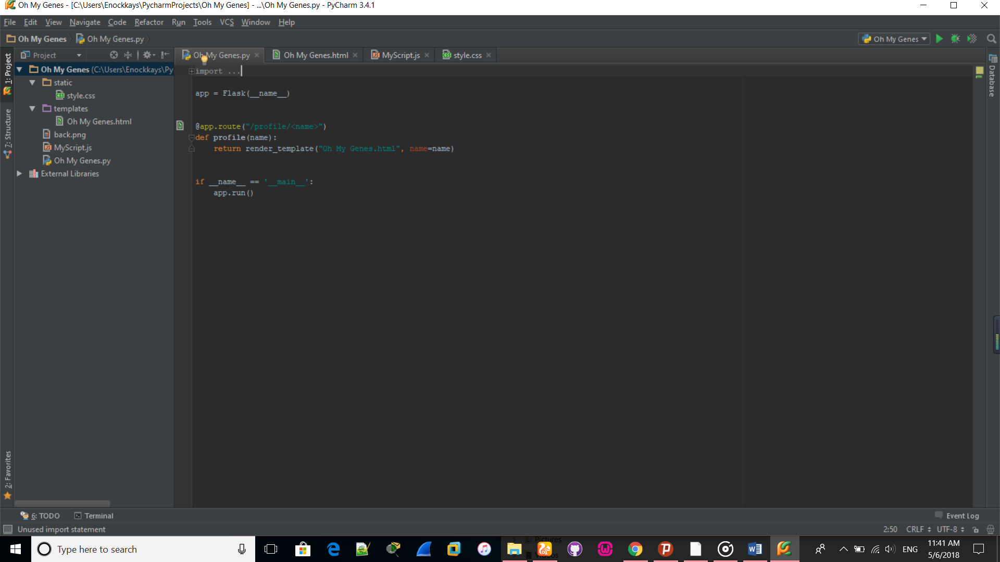 Oh My Genes - [C:\Users\Enockkays\PycharmProjects\Oh My Genes] - ...\Oh My Genes.py - PyCharm 3.4.1
File Edit View Navigate Code Refactor Run Tools VCS Window Help
Oh My Genes Oh My Genes.py Oh My Genes
Project Oh My Genes.py Oh My Genes.html MyScript.js style.css
1: Project
7: Structure
2: Favorites
Oh My Genes (C:\Users\Enockkays\Py
static
style.css
templates
Oh My Genes.html
back.png
MyScript.js
Oh My Genes.py
External Libraries
import ...
app = Flask(__name__)
@app.route("/profile/<name>")
def profile(name):
    return render_template("Oh My Genes.html", name=name)
if __name__ == '__main__':
    app.run()
Database
6: TODO Terminal Event Log
Unused import statement 2:50 CRLF UTF-8
Pictures
Videos
Type here to search ENG 11:41 AM
5/6/2018